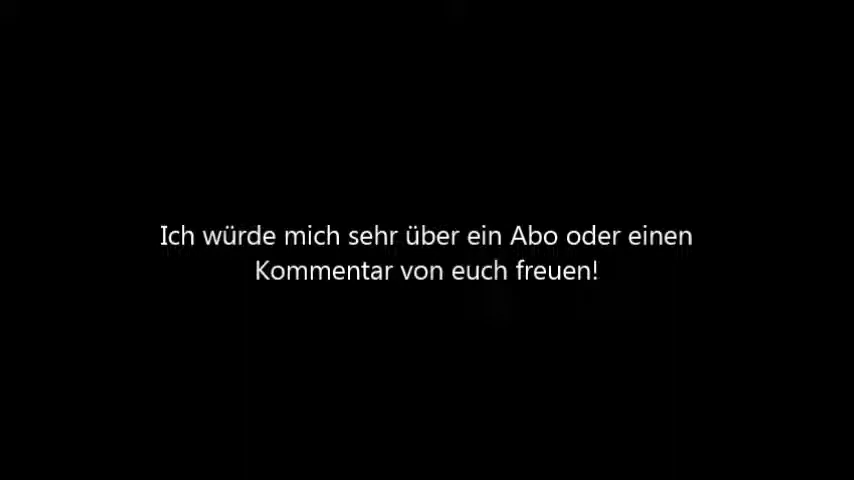 Ich würde mich sehr über ein Abo oder einen
Kommentar von euch freuen!